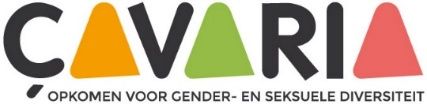 ÇAVARIA
OPKOMEN VOOR GENDER- EN SEKSUELE DIVERSITEIT